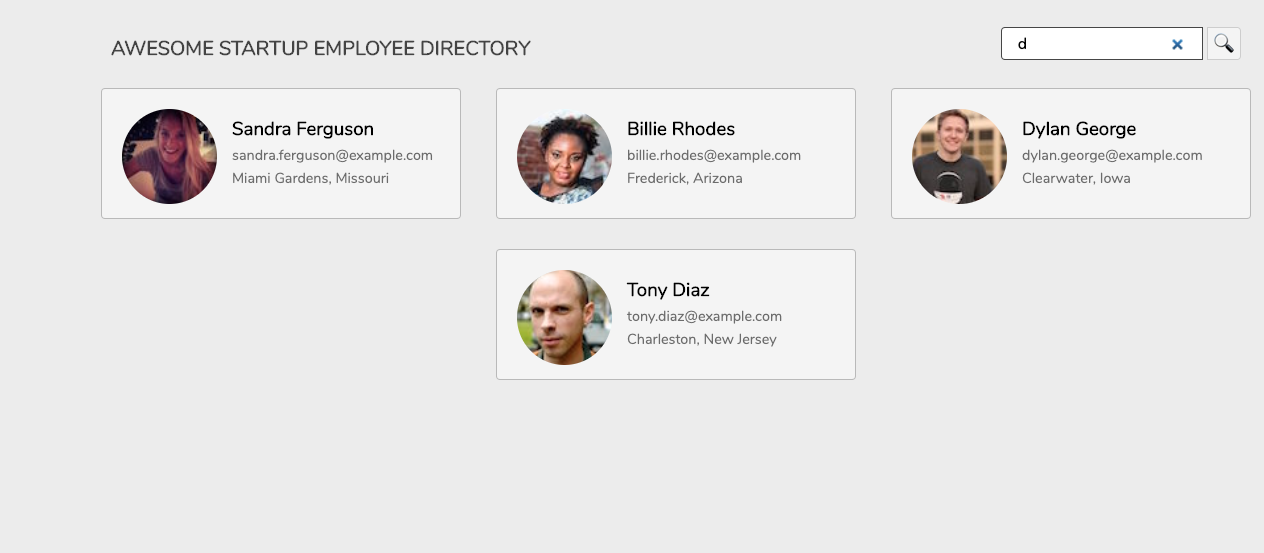 AWESOME STARTUP EMPLOYEE DIRECTORY
d
Sandra Ferguson
sandra.ferguson@example.com
Miami Gardens, Missouri
Billie Rhodes
billie.rhodes@example.com
Frederick, Arizona
Dylan George
dylan.george@example.com
Clearwater, Iowa
Tony Diaz
tony.diaz@example.com
Charleston, New Jersey